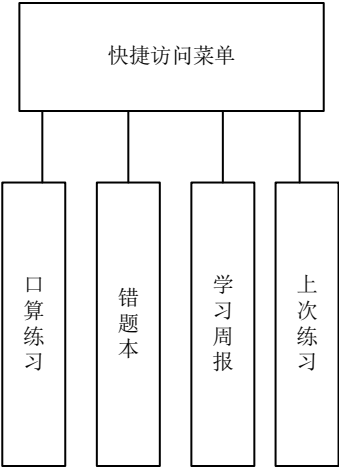 快捷访问菜单
口算练习
错题本
学习周报
上次练习